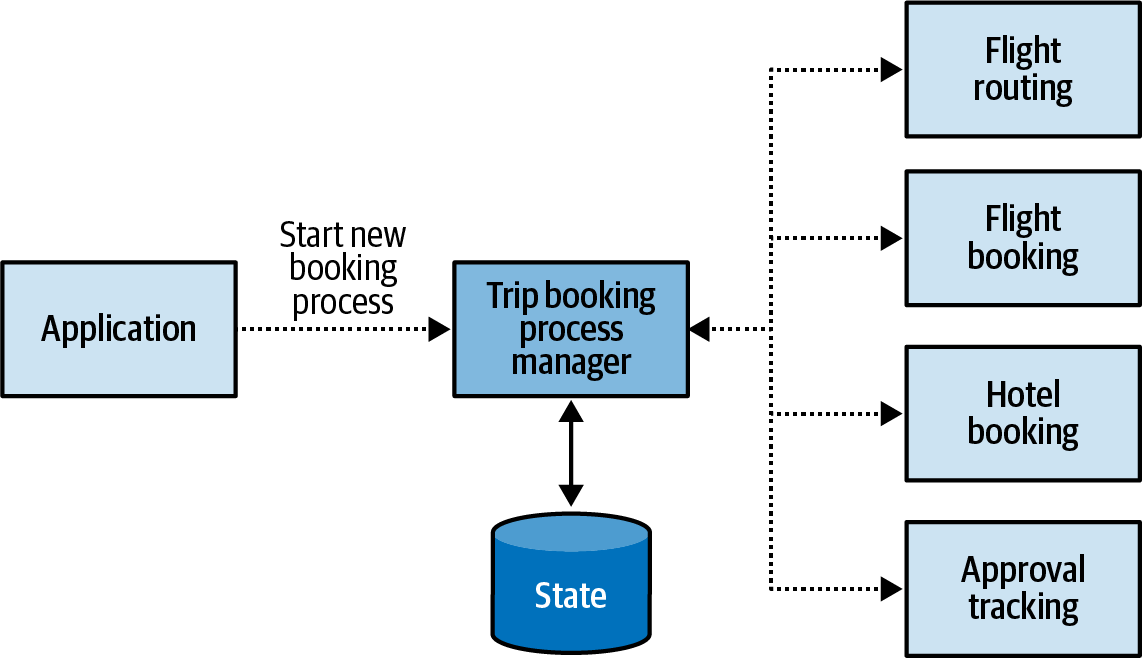 Application
Start new
booking
process
Trip booking
process
manager
State
Flight
routing
Flight
booking
Hotel
booking
Approval
tracking